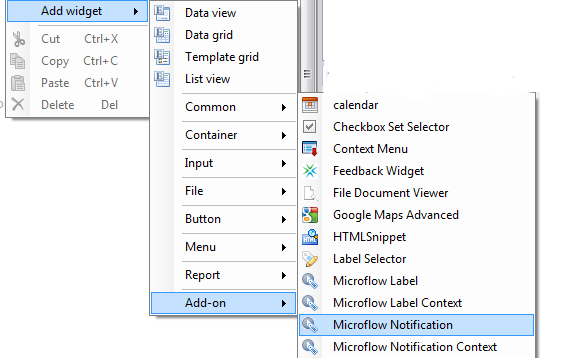 Add widget
Cut Ctrl+X
Copy Ctrl+C
Paste Ctrl+V
Delete Del
Data view
Data grid
Template grid
List view
Common
Container
Input
File
Button
Menu
Report
Add-on
calendar
Checkbox Set Selector
Context Menu
Feedback Widget
File Document Viewer
Google Maps Advanced
HTMLSnippet
Label Selector
Microflow Label
Microflow Label Context
Microflow Notification
Microflow Notification Context